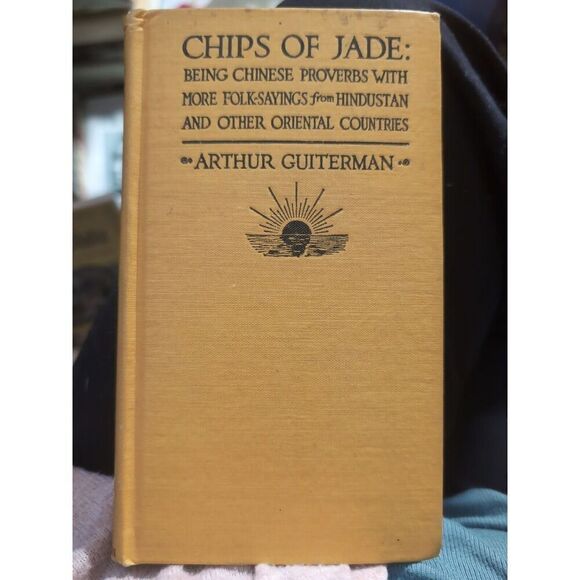 CHIPS OF JADE:
BEING CHINESE PROVERBS WITH
MORE FOLK-SAYINGS from HINDUSTAN
AND OTHER ORIENTAL COUNTRIES
ARTHUR GUITERMAN